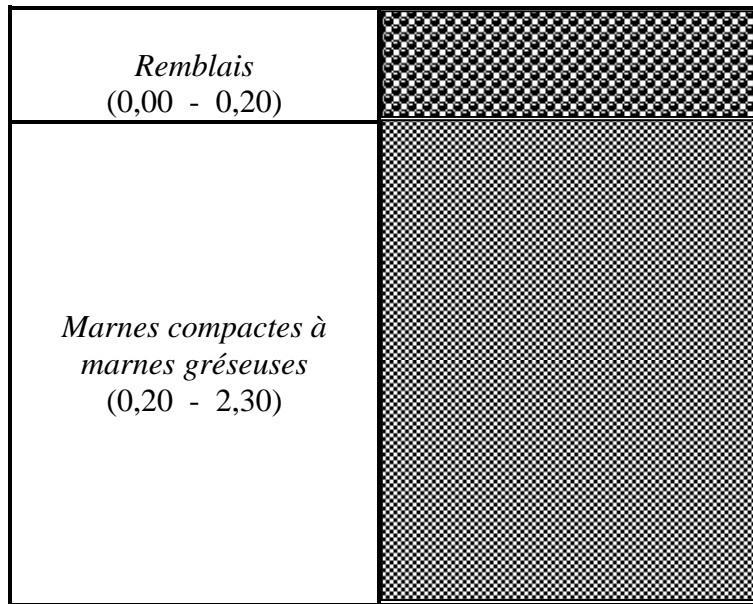 Remblais
(0,00 - 0,20)
Marnes compactes à
marnes gréseuses
(0,20 - 2,30)